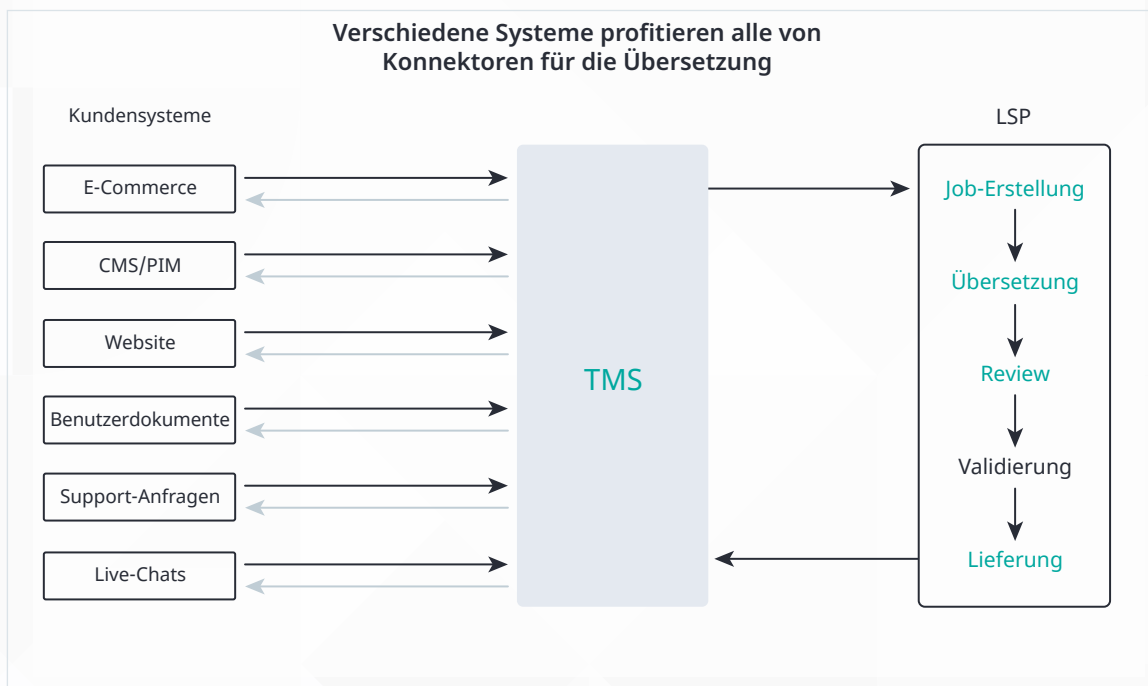 Verschiedene Systeme profitieren alle von
Konnektoren für die Übersetzung
Kundensysteme
E-Commerce
CMS/PIM
Website
Benutzerdokumente
Support-Anfragen
Live-Chats
TMS
LSP
Job-Erstellung
Übersetzung
Review
Validierung
Lieferung